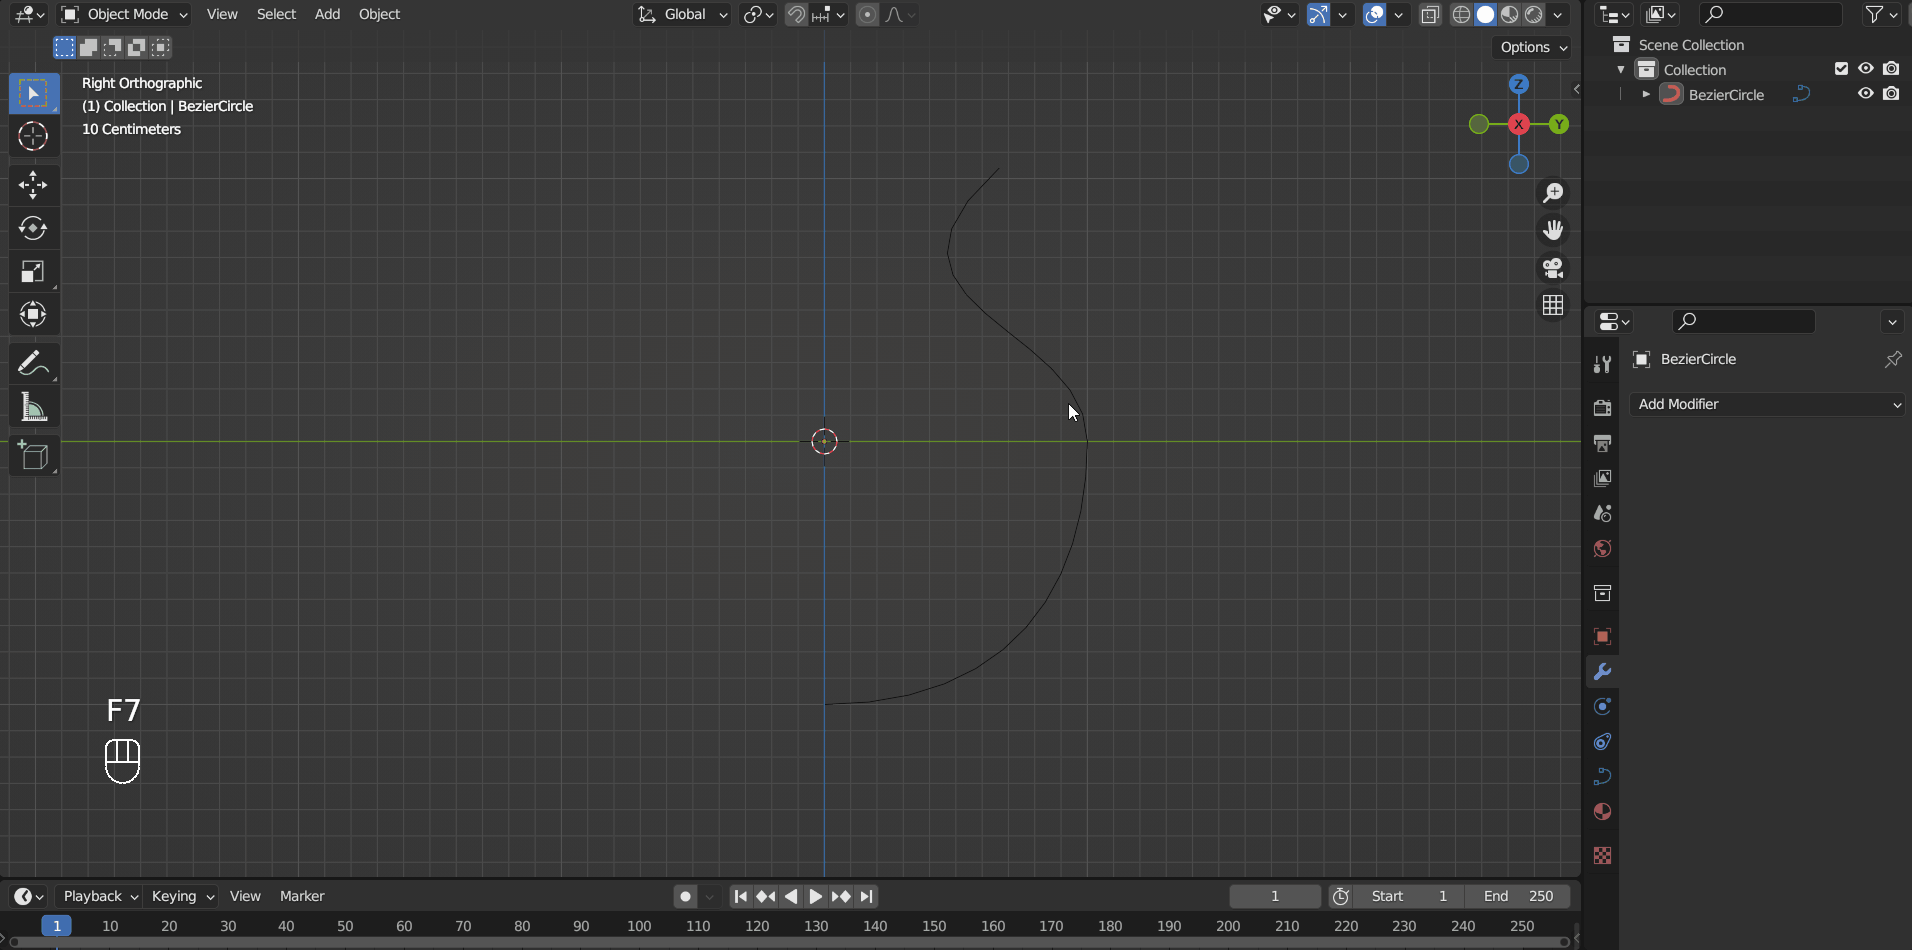 Object Mode View Select Add Object Global
Options
Right Orthographic
(1) Collection | BezierCircle
10 Centimeters
Z
X
Y
Scene Collection
Collection
BezierCircle
BezierCircle
Add Modifier
F7
Playback Keying View Marker 1 Start 1 End 250
1 10 20 30 40 50 60 70 80 90 100 110 120 130 140 150 160 170 180 190 200 210 220 230 240 250